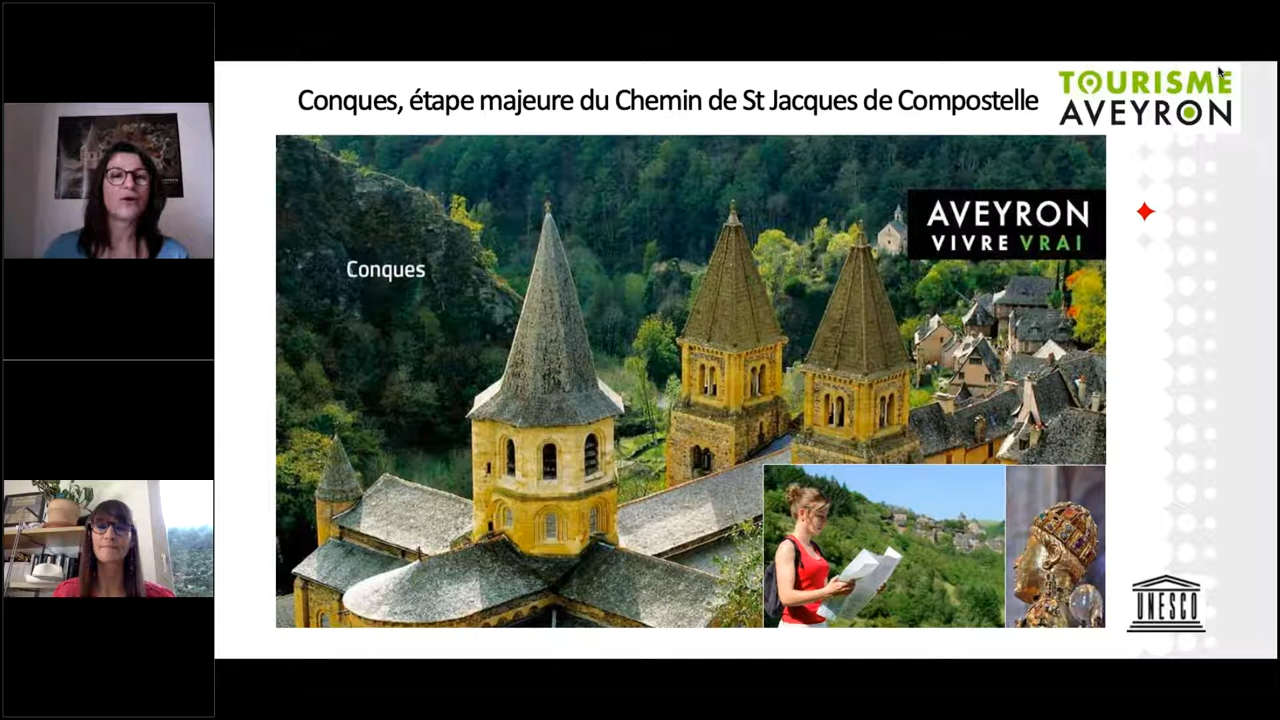 Conques, étape majeure du Chemin de St Jacques de Compostelle
TOURISME
AVEYRON
AVEYRON
VIVRE VRAI
Conques
UNESCO